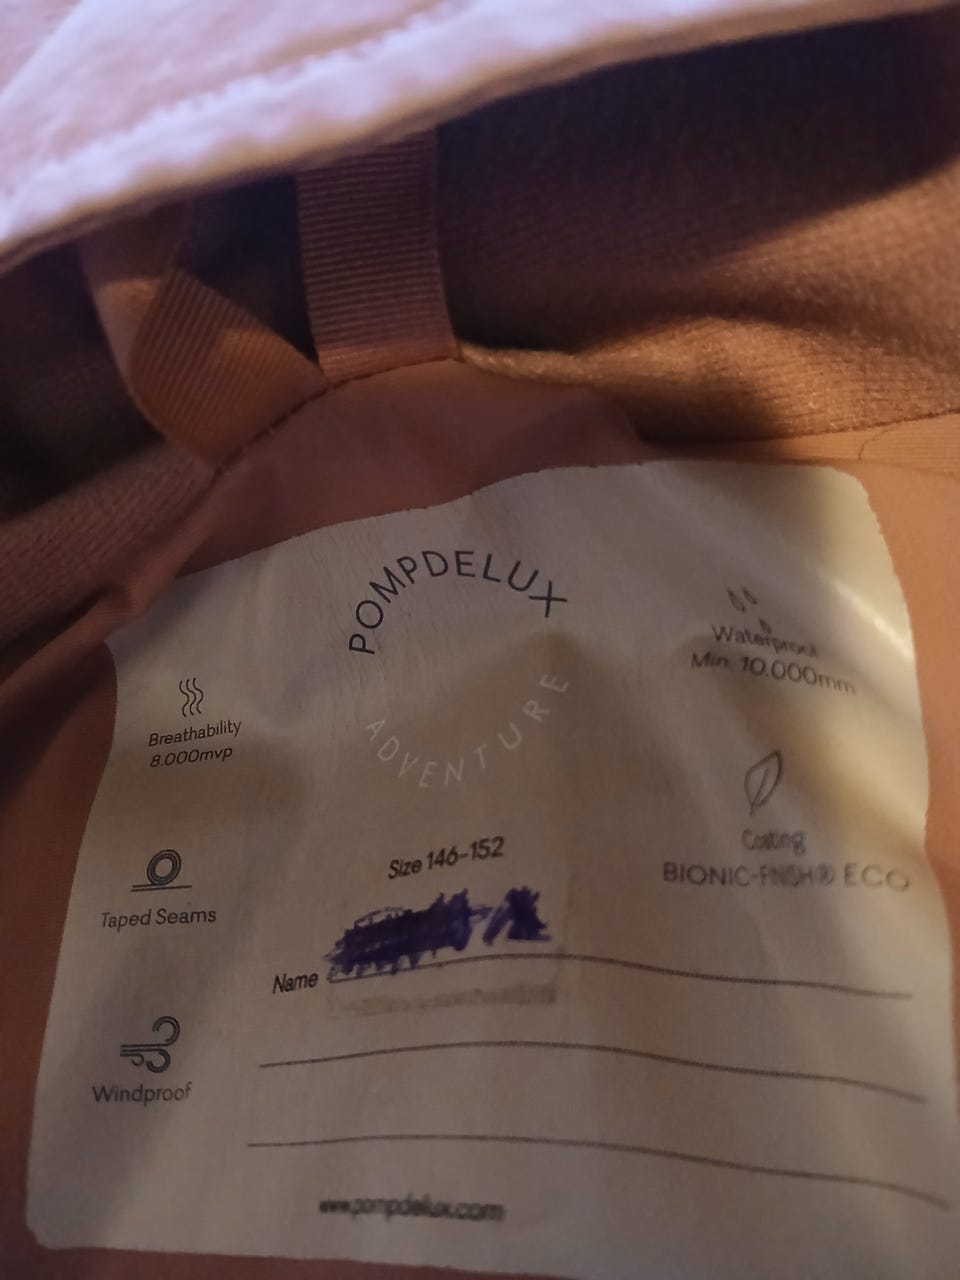 POMPDELUX
ADVENTURE
Waterproof
Min. 10.000mm
Breathability
8.000mvp
Coating
BIONIC-FINISH® ECO
Size 146-152
Taped Seams
Name
Windproof
www.pompdelux.com